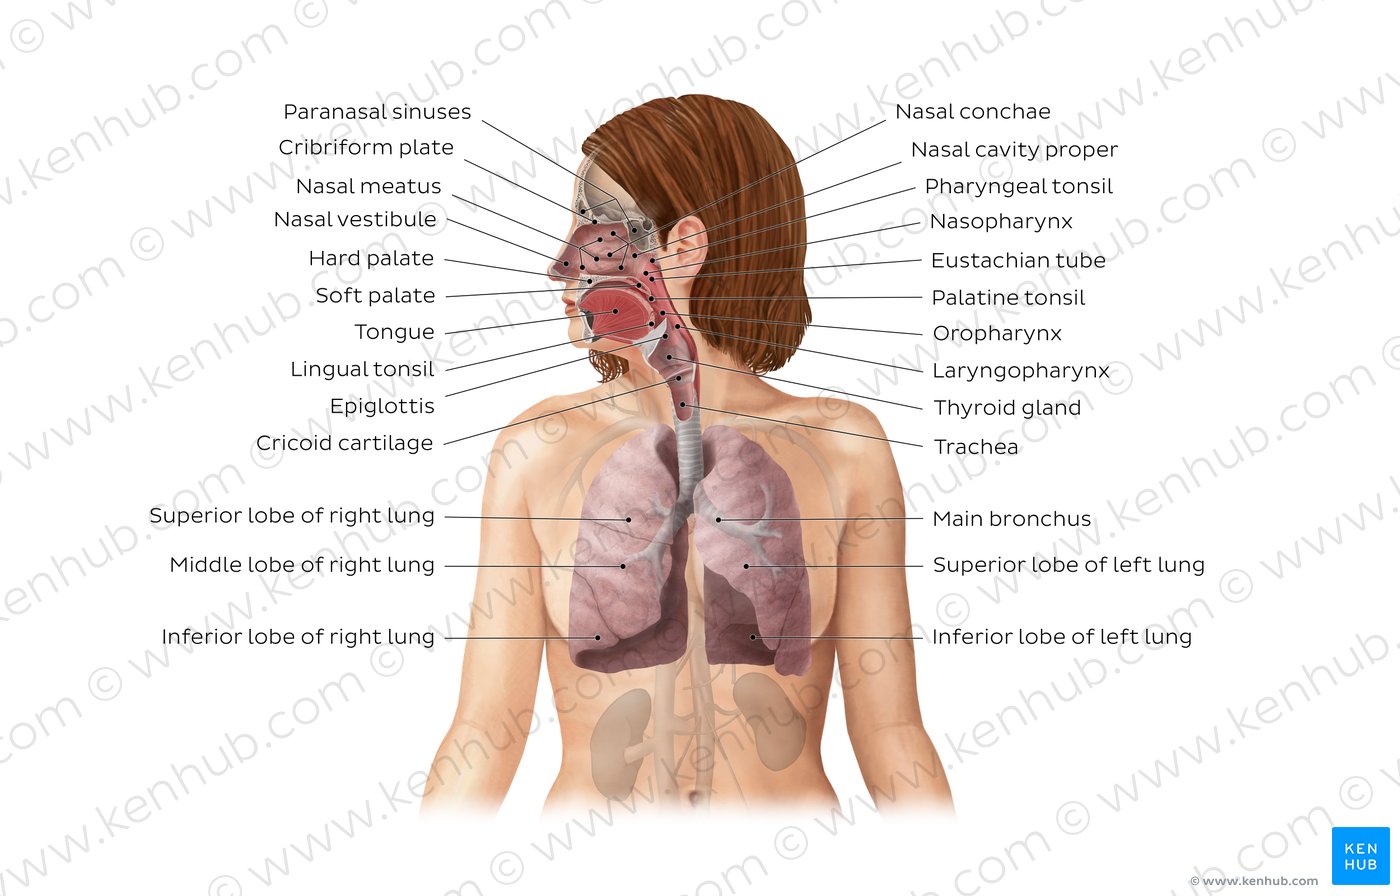 Paranasal sinuses
Cribriform plate
Nasal meatus
Nasal vestibule
Hard palate
Soft palate
Tongue
Lingual tonsil
Epiglottis
Cricoid cartilage
Superior lobe of right lung
Middle lobe of right lung
Inferior lobe of right lung
Nasal conchae
Nasal cavity proper
Pharyngeal tonsil
Nasopharynx
Eustachian tube
Palatine tonsil
Oropharynx
Laryngopharynx
Thyroid gland
Trachea
Main bronchus
Superior lobe of left lung
Inferior lobe of left lung
KEN
HUB
© www.kenhub.com
© www.kenhub.com